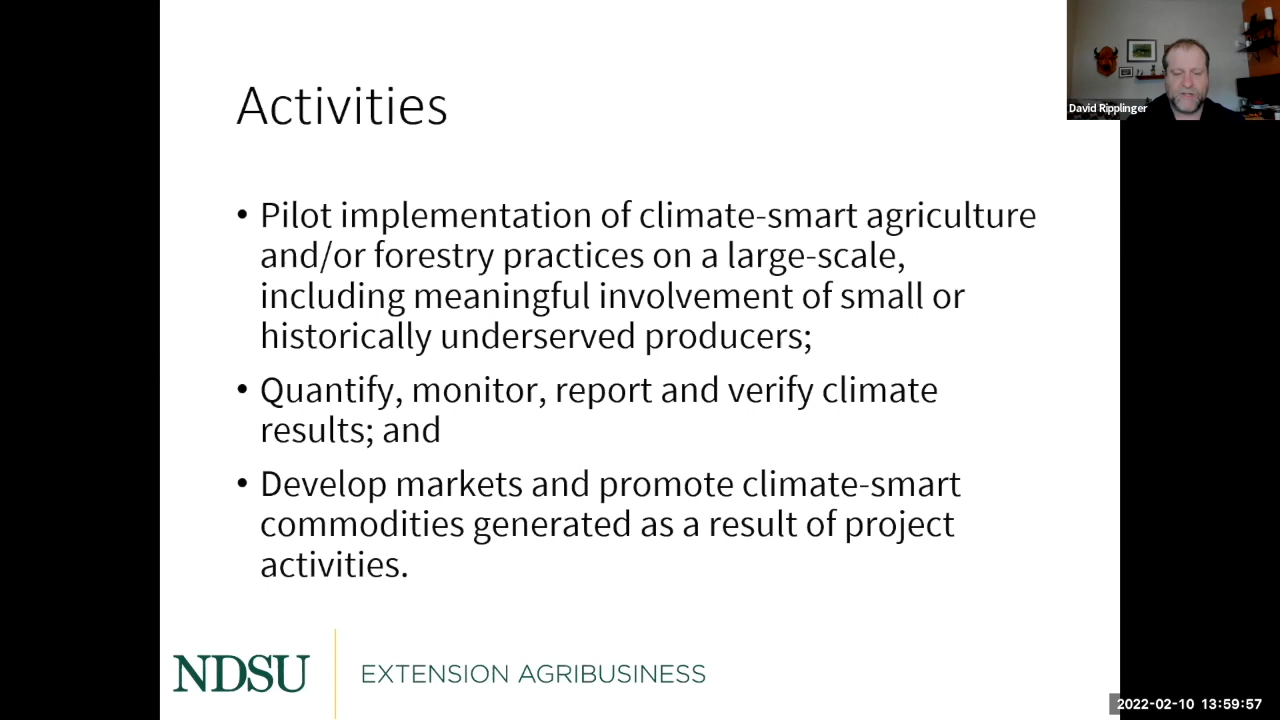 Activities
• Pilot implementation of climate-smart agriculture
and/or forestry practices on a large-scale,
including meaningful involvement of small or
historically underserved producers;
• Quantify, monitor, report and verify climate
results; and
• Develop markets and promote climate-smart
commodities generated as a result of project
activities.
NDSU EXTENSION AGRIBUSINESS
David Ripplinger
2022-02-10 13:59:57